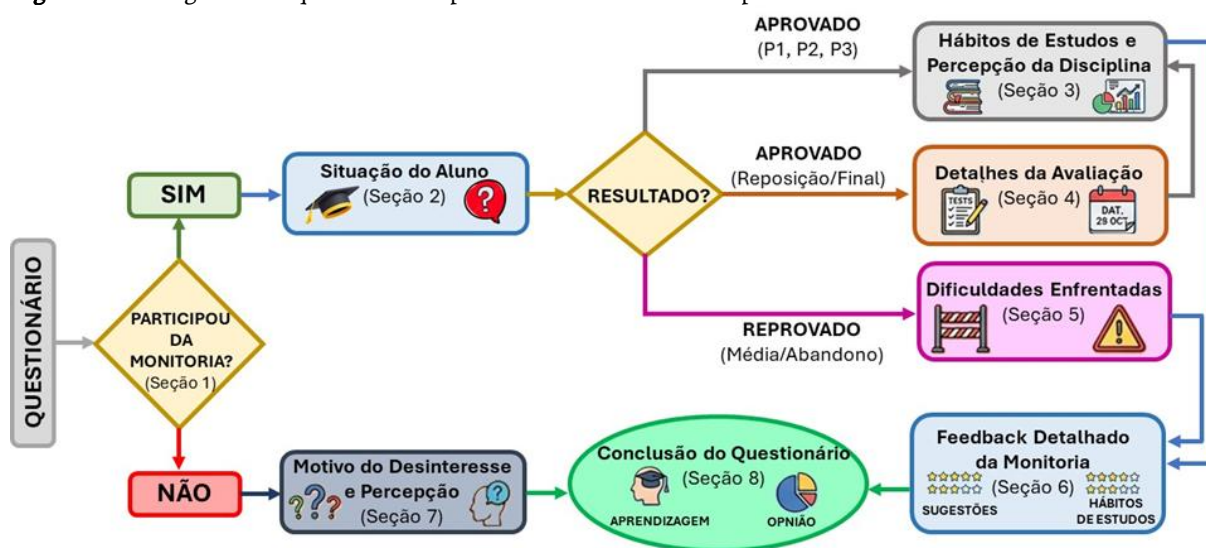 QUESTIONÁRIO
PARTICIPOU
DA
MONITORIA?
(Seção 1)
SIM
NÃO
Situação do Aluno
(Seção 2)
RESULTADO?
APROVADO
(P1, P2, P3)
APROVADO
(Reposição/Final)
REPROVADO
(Média/Abandono)
Hábitos de Estudos e
Percepção da Disciplina
(Seção 3)
Detalhes da Avaliação
(Seção 4)
TESTS
DAT.
29 OCT
Dificuldades Enfrentadas
(Seção 5)
Feedback Detalhado
da Monitoria
(Seção 6)
SUGESTÕES
HÁBITOS
DE ESTUDOS
Motivo do Desinteresse
e Percepção
(Seção 7)
Conclusão do Questionário
(Seção 8)
APRENDIZAGEM
OPNIÃO